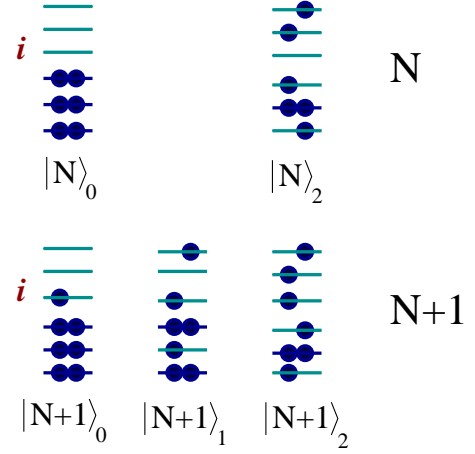 i
N
|N⟩₀
|N⟩₂
i
N+1
|N+1⟩₀
|N+1⟩₁
|N+1⟩₂